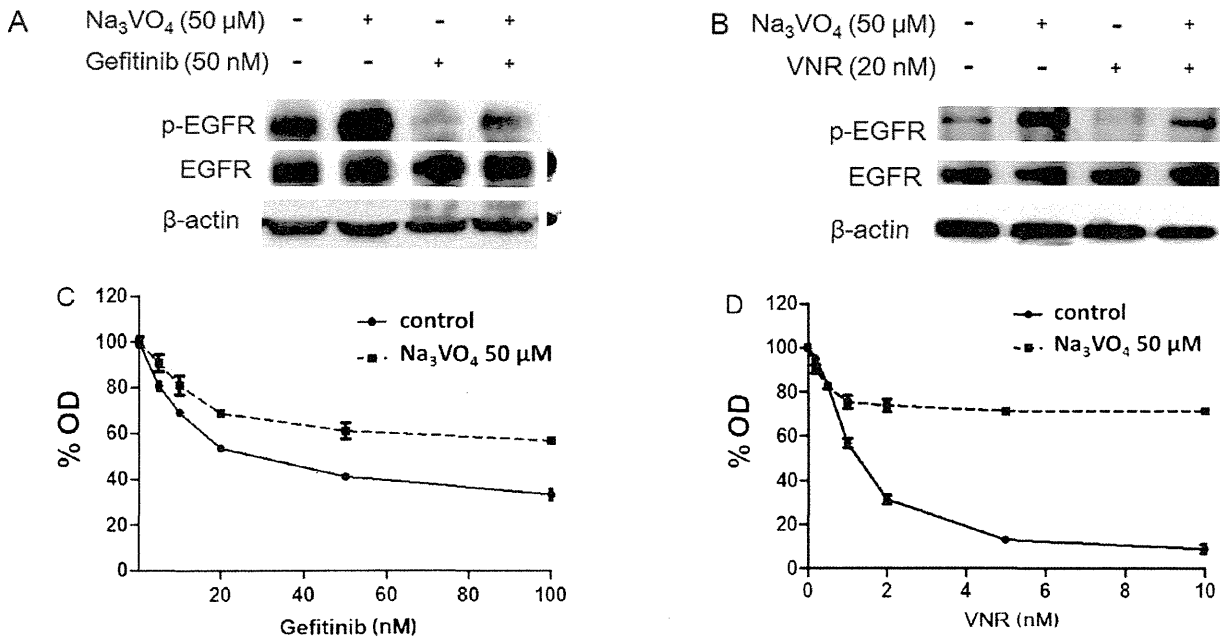 A
Na₃VO₄ (50 µM) - + - +
Gefitinib (50 nM) - - + +
p-EGFR
EGFR
β-actin
B
Na₃VO₄ (50 µM) - + - +
VNR (20 nM) - - + +
p-EGFR
EGFR
β-actin
C
120
100
80
60
40
20
0
% OD
control
Na₃VO₄ 50 µM
20 40 60 80 100
Gefitinib (nM)
D
120
100
80
60
40
20
0
% OD
control
Na₃VO₄ 50 µM
0 2 4 6 8 10
VNR (nM)